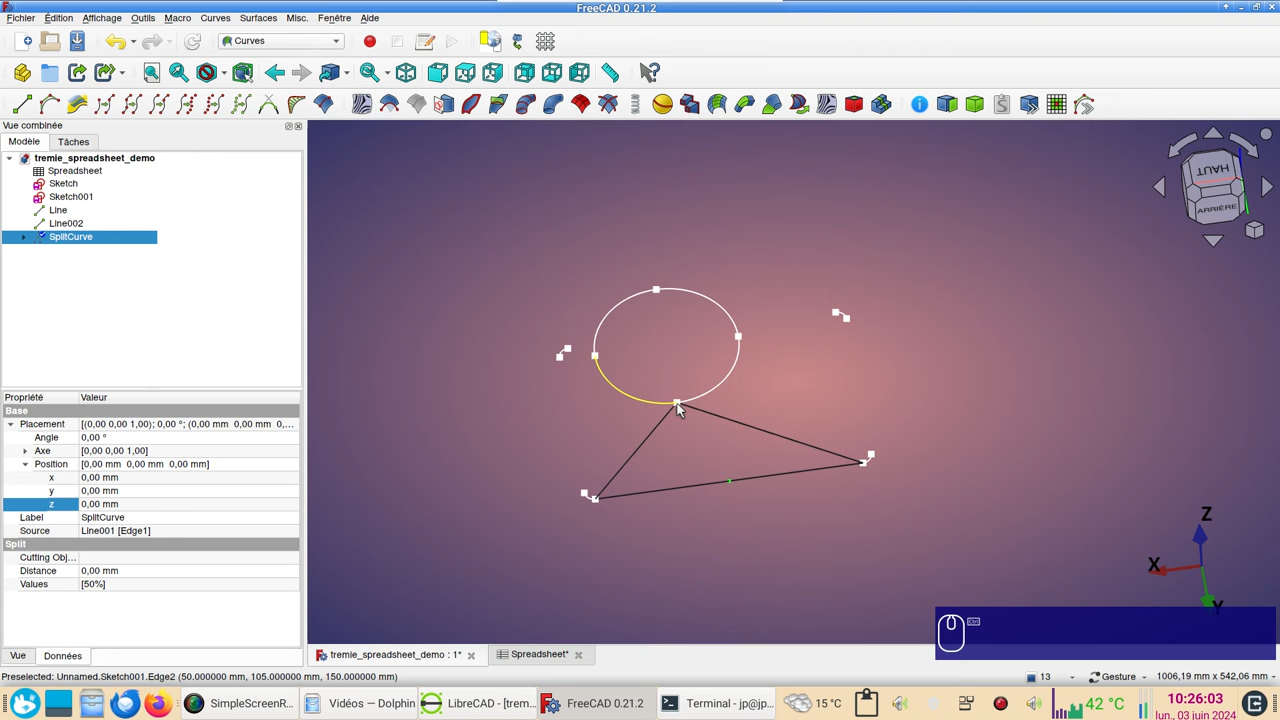 FreeCAD 0.21.2
Fichier Édition Affichage Outils Macro Curves Surfaces Misc. Fenêtre Aide
Curves
Vue combinée
Modèle Tâches
tremie_spreadsheet_demo
Spreadsheet
Sketch
Sketch001
Line
Line002
SplitCurve
HAUT
ARRIÈRE
Propriété Valeur
Base
Placement [(0,00 0,00 1,00); 0,00 °; (0,00 mm 0,00 mm 0,...
Angle 0,00 °
Axe [0,00 0,00 1,00]
Position [0,00 mm 0,00 mm 0,00 mm]
x 0,00 mm
y 0,00 mm
z 0,00 mm
Label SplitCurve
Source Line001 [Edge1]
Split
Cutting Obj...
Distance 0,00 mm
Values [50%]
Z
X
Y
Ctrl
Vue Données
tremie_spreadsheet_demo : 1* Spreadsheet*
Preselected: Unnamed.Sketch001.Edge2 (50.000000 mm, 105.000000 mm, 150.000000 mm) 13 Gesture 1006,19 mm x 542,06 mm
SimpleScreenR... Vidéos — Dolphin LibreCAD - [trem... FreeCAD 0.21.2 Terminal - jp@jp... 15 °C 42 °C 10:26:03
lun., 03 juin 2024